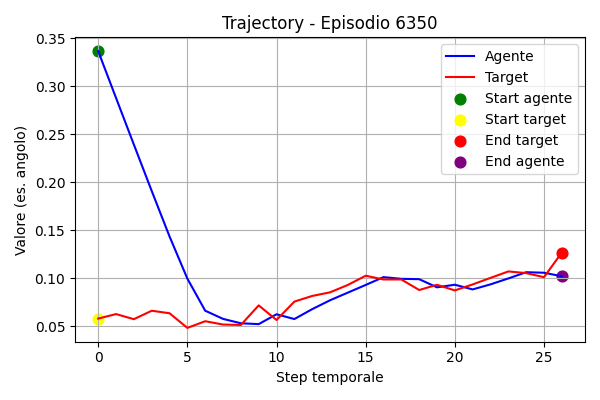 Trajectory - Episodio 6350
0.35
0.30
0.25
0.20
0.15
0.10
0.05
Valore (es. angolo)
Agente
Target
Start agente
Start target
End target
End agente
0 5 10 15 20 25
Step temporale